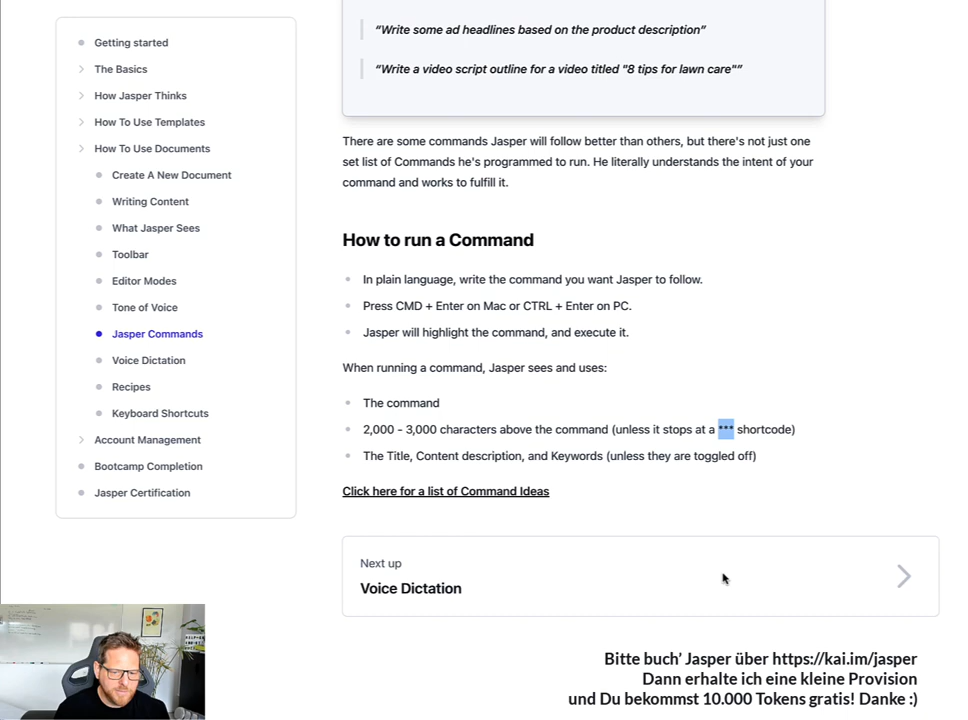 Getting started
The Basics
How Jasper Thinks
How To Use Templates
How To Use Documents
Create A New Document
Writing Content
What Jasper Sees
Toolbar
Editor Modes
Tone of Voice
Jasper Commands
Voice Dictation
Recipes
Keyboard Shortcuts
Account Management
Bootcamp Completion
Jasper Certification
“Write some ad headlines based on the product description”
“Write a video script outline for a video titled “8 tips for lawn care””
There are some commands Jasper will follow better than others, but there's not just one
set list of Commands he's programmed to run. He literally understands the intent of your
command and works to fulfill it.
How to run a Command
In plain language, write the command you want Jasper to follow.
Press CMD + Enter on Mac or CTRL + Enter on PC.
Jasper will highlight the command, and execute it.
When running a command, Jasper sees and uses:
The command
2,000 - 3,000 characters above the command (unless it stops at a *** shortcode)
The Title, Content description, and Keywords (unless they are toggled off)
Click here for a list of Command Ideas
Next up
Voice Dictation
Bitte buch’ Jasper über https://kai.im/jasper
Dann erhalte ich eine kleine Provision
und Du bekommst 10.000 Tokens gratis! Danke :)